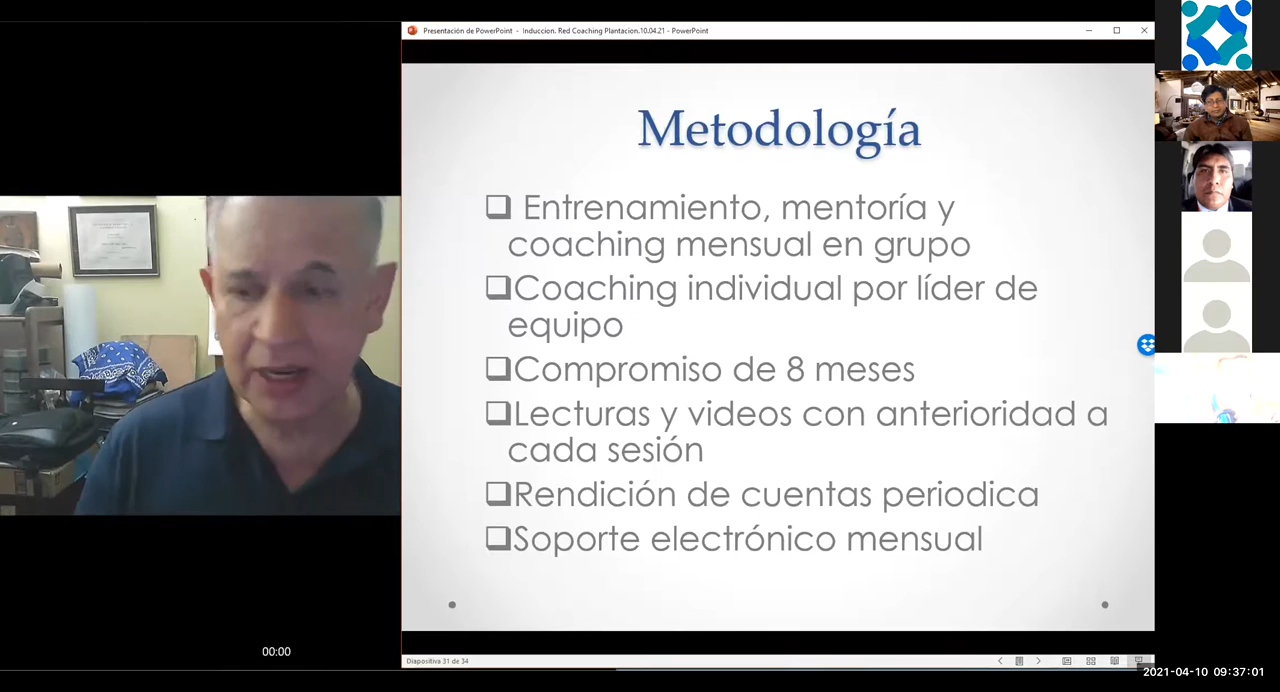 Presentación de PowerPoint - Induccion. Red Coaching Plantacion.10.04.21 - PowerPoint
Metodología
Entrenamiento, mentoría y
coaching mensual en grupo
Coaching individual por líder de
equipo
Compromiso de 8 meses
Lecturas y videos con anterioridad a
cada sesión
Rendición de cuentas periodica
Soporte electrónico mensual
00:00
Diapositiva 31 de 34
2021-04-10 09:37:01